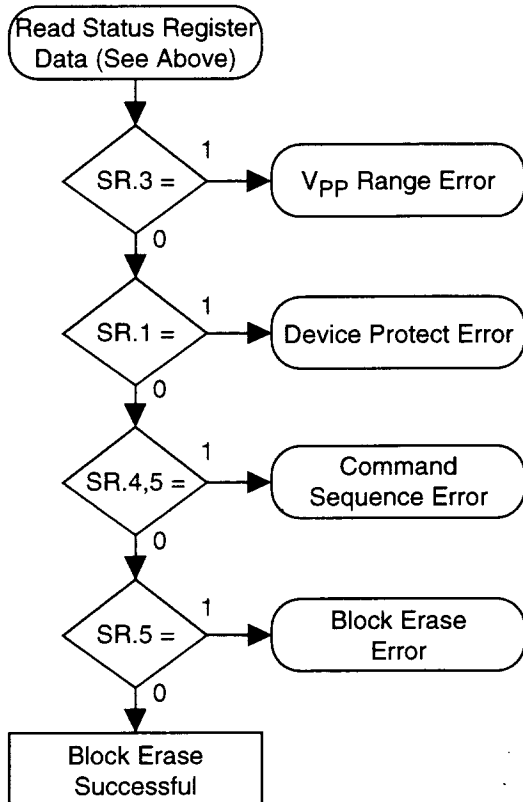 Read Status Register
Data (See Above)
1
SR.3 =
VPP Range Error
0
1
SR.1 =
Device Protect Error
0
1
SR.4,5 =
Command
Sequence Error
0
1
SR.5 =
Block Erase
Error
0
Block Erase
Successful